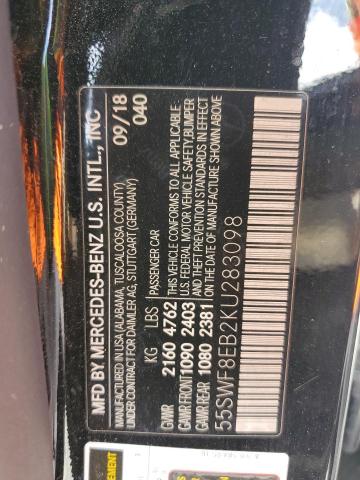 MFD BY MERCEDES-BENZ U.S. INTL., INC
MANUFACTURED IN USA (ALABAMA, TUSCALOOSA COUNTY)
UNDER CONTRACT FOR DAIMLER AG, STUTTGART (GERMANY)
09/18
040
KG LBS PASSENGER CAR
GVWR 2160 4762
GAWR FRONT 1090 2403
GAWR REAR 1080 2381
THIS VEHICLE CONFORMS TO ALL APPLICABLE
U.S. FEDERAL MOTOR VEHICLE SAFETY, BUMPER
AND THEFT PREVENTION STANDARDS IN EFFECT
ON THE DATE OF MANUFACTURE SHOWN ABOVE
55SWF8EB2KU283098